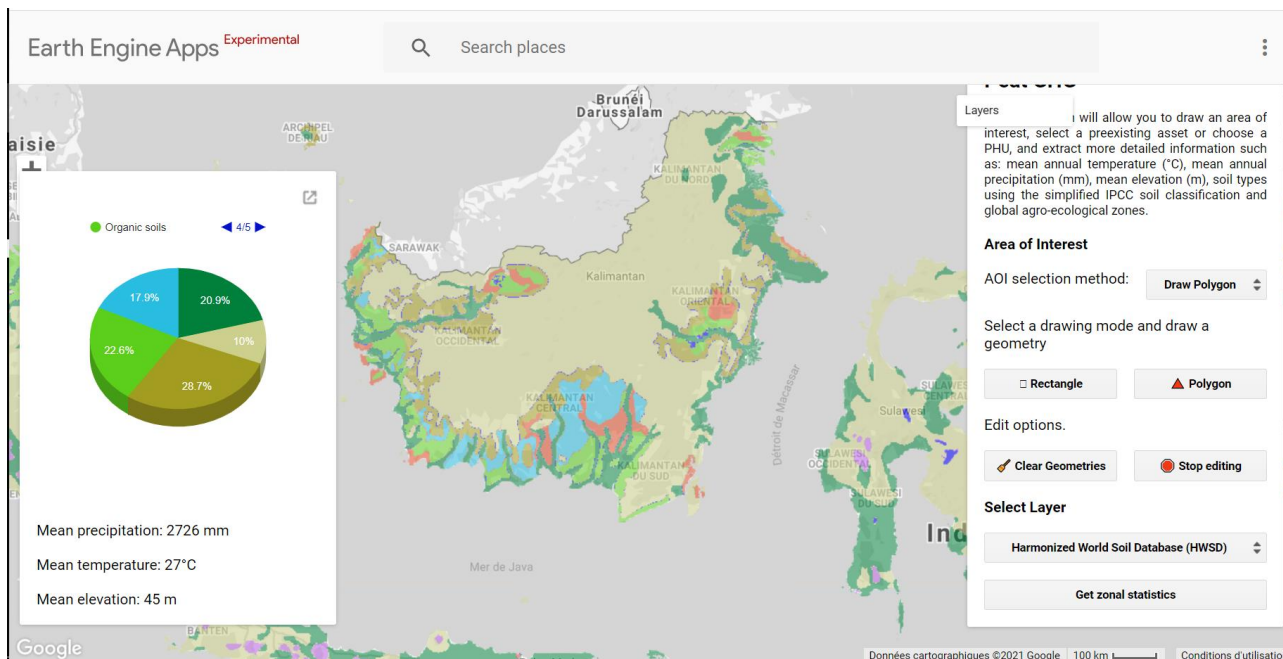 Earth Engine Apps Experimental
Search places
Organic soils
4/5
17.9%
20.9%
10%
22.6%
28.7%
Mean precipitation: 2726 mm
Mean temperature: 27°C
Mean elevation: 45 m
Google
aisie
Brunéi
Darussalam
KALIMANTAN
DU NORD
SARAWAK
Kalimantan
KALIMANTAN
ORIENTAL
KALIMANTAN
OCCIDENTAL
KALIMANTAN
CENTRAL
KALIMANTAN
DU SUD
Détroit de Macassar
Sulawesi
SULAWESI
OCCIDENTAL
SULAWESI
DU SUD
Mer de Java
BANTEN
Ind
Layers
will allow you to draw an area of
interest, select a preexisting asset or choose a
PHU, and extract more detailed information such
as: mean annual temperature (°C), mean annual
precipitation (mm), mean elevation (m), soil types
using the simplified IPCC soil classification and
global agro-ecological zones.
Area of Interest
AOI selection method:
Draw Polygon
Select a drawing mode and draw a
geometry
Rectangle
Polygon
Edit options.
Clear Geometries
Stop editing
Select Layer
Harmonized World Soil Database (HWSD)
Get zonal statistics
Données cartographiques ©2021 Google
100 km
Conditions d'utilisatio